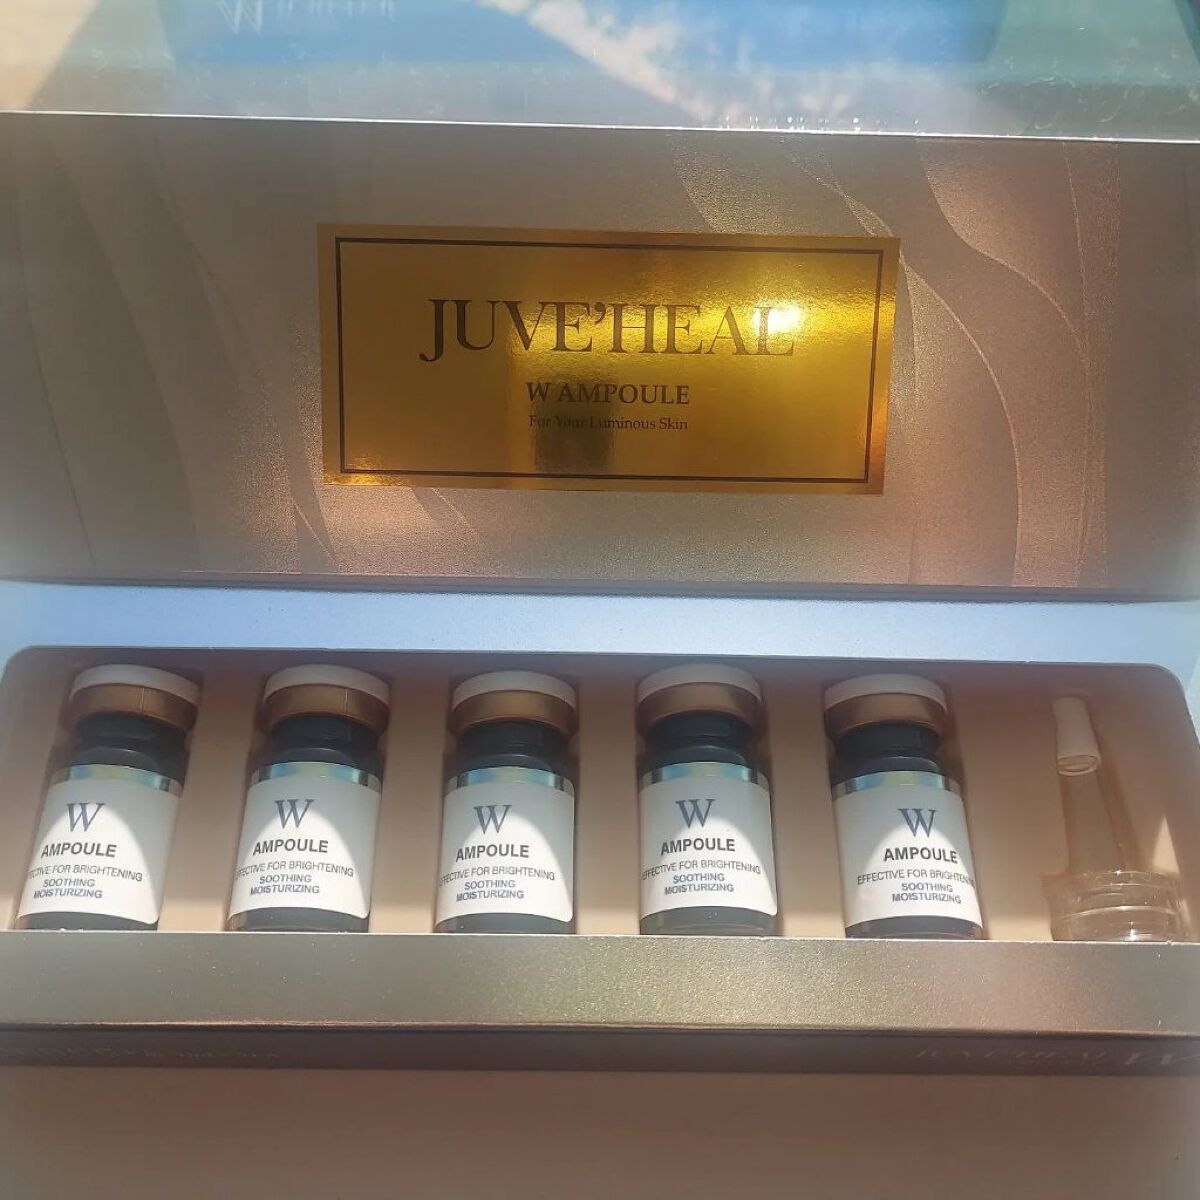 JUVE'HEAL
W AMPOULE
For Your Luminous Skin
W
AMPOULE
EFFECTIVE FOR BRIGHTENING
SOOTHING
MOISTURIZING
W
AMPOULE
EFFECTIVE FOR BRIGHTENING
SOOTHING
MOISTURIZING
W
AMPOULE
EFFECTIVE FOR BRIGHTENING
SOOTHING
MOISTURIZING
W
AMPOULE
EFFECTIVE FOR BRIGHTENING
SOOTHING
MOISTURIZING
W
AMPOULE
EFFECTIVE FOR BRIGHTENING
SOOTHING
MOISTURIZING